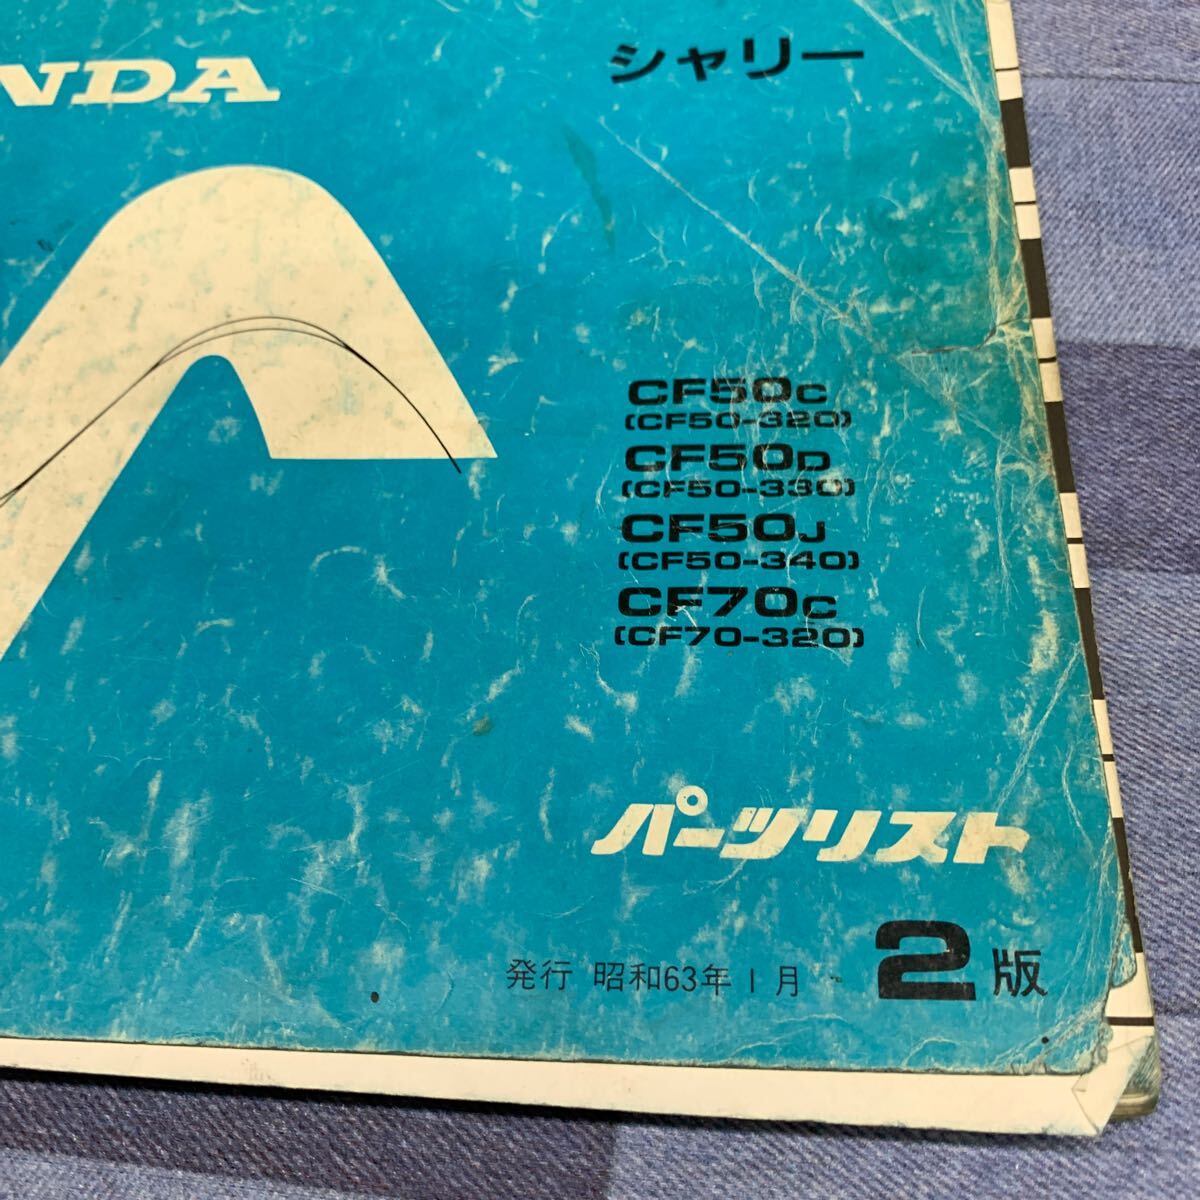 NDA
シャリー
CF50C
(CF50-320)
CF50D
(CF50-330)
CF50J
(CF50-340)
CF70C
(CF70-320)
パーツリスト
発行 昭和63年1月 2版